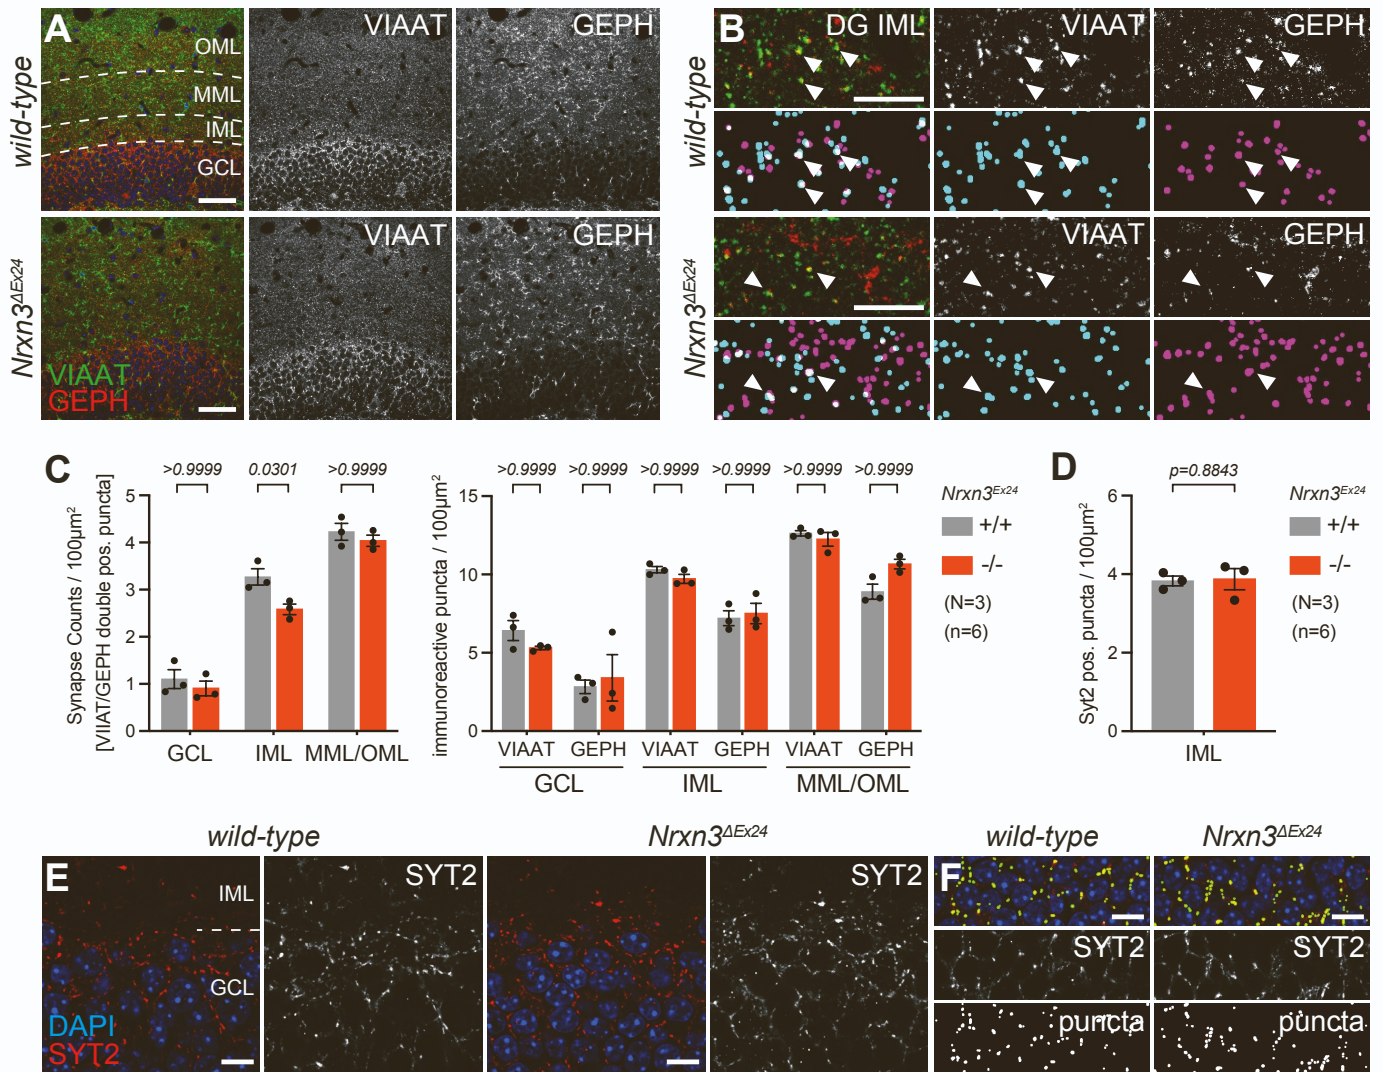 A
VIAAT
GEPH
OML
MML
IML
GCL
wild-type
VIAAT
GEPH
VIAAT
GEPH
Nrxn3ΔEx24
B
DG IML
VIAAT
GEPH
wild-type
VIAAT
GEPH
Nrxn3ΔEx24
C
>0.9999
0.0301
>0.9999
Synapse Counts / 100µm²
[VIAT/GEPH double pos. puncta]
5
4
3
2
1
0
GCL
IML
MML/OML
>0.9999
>0.9999
>0.9999
>0.9999
>0.9999
>0.9999
immunoreactive puncta / 100µm²
15
10
5
0
VIAAT
GEPH
VIAAT
GEPH
VIAAT
GEPH
GCL
IML
MML/OML
Nrxn3Ex24
+/+
-/-
(N=3)
(n=6)
D
p=0.8843
Syt2 pos. puncta / 100µm²
6
4
2
0
IML
Nrxn3Ex24
+/+
-/-
(N=3)
(n=6)
wild-type
Nrxn3ΔEx24
E
IML
GCL
DAPI
SYT2
SYT2
SYT2
wild-type
Nrxn3ΔEx24
F
SYT2
SYT2
puncta
puncta